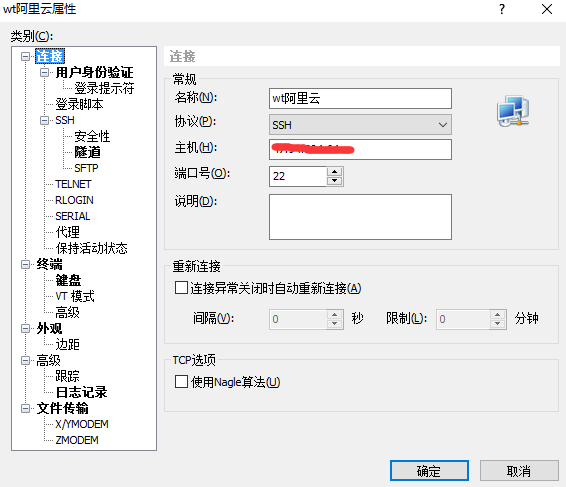 wt阿里云属性
类别(C):
连接
用户身份验证
登录提示符
登录脚本
SSH
安全性
隧道
SFTP
TELNET
RLOGIN
SERIAL
代理
保持活动状态
终端
键盘
VT 模式
高级
外观
边距
高级
跟踪
日志记录
文件传输
X/YMODEM
ZMODEM
连接
常规
名称(N): wt阿里云
协议(P): SSH
主机(H):
端口号(O): 22
说明(D):
重新连接
连接异常关闭时自动重新连接(A)
间隔(V): 0 秒 限制(L): 0 分钟
TCP选项
使用Nagle算法(U)
确定 取消